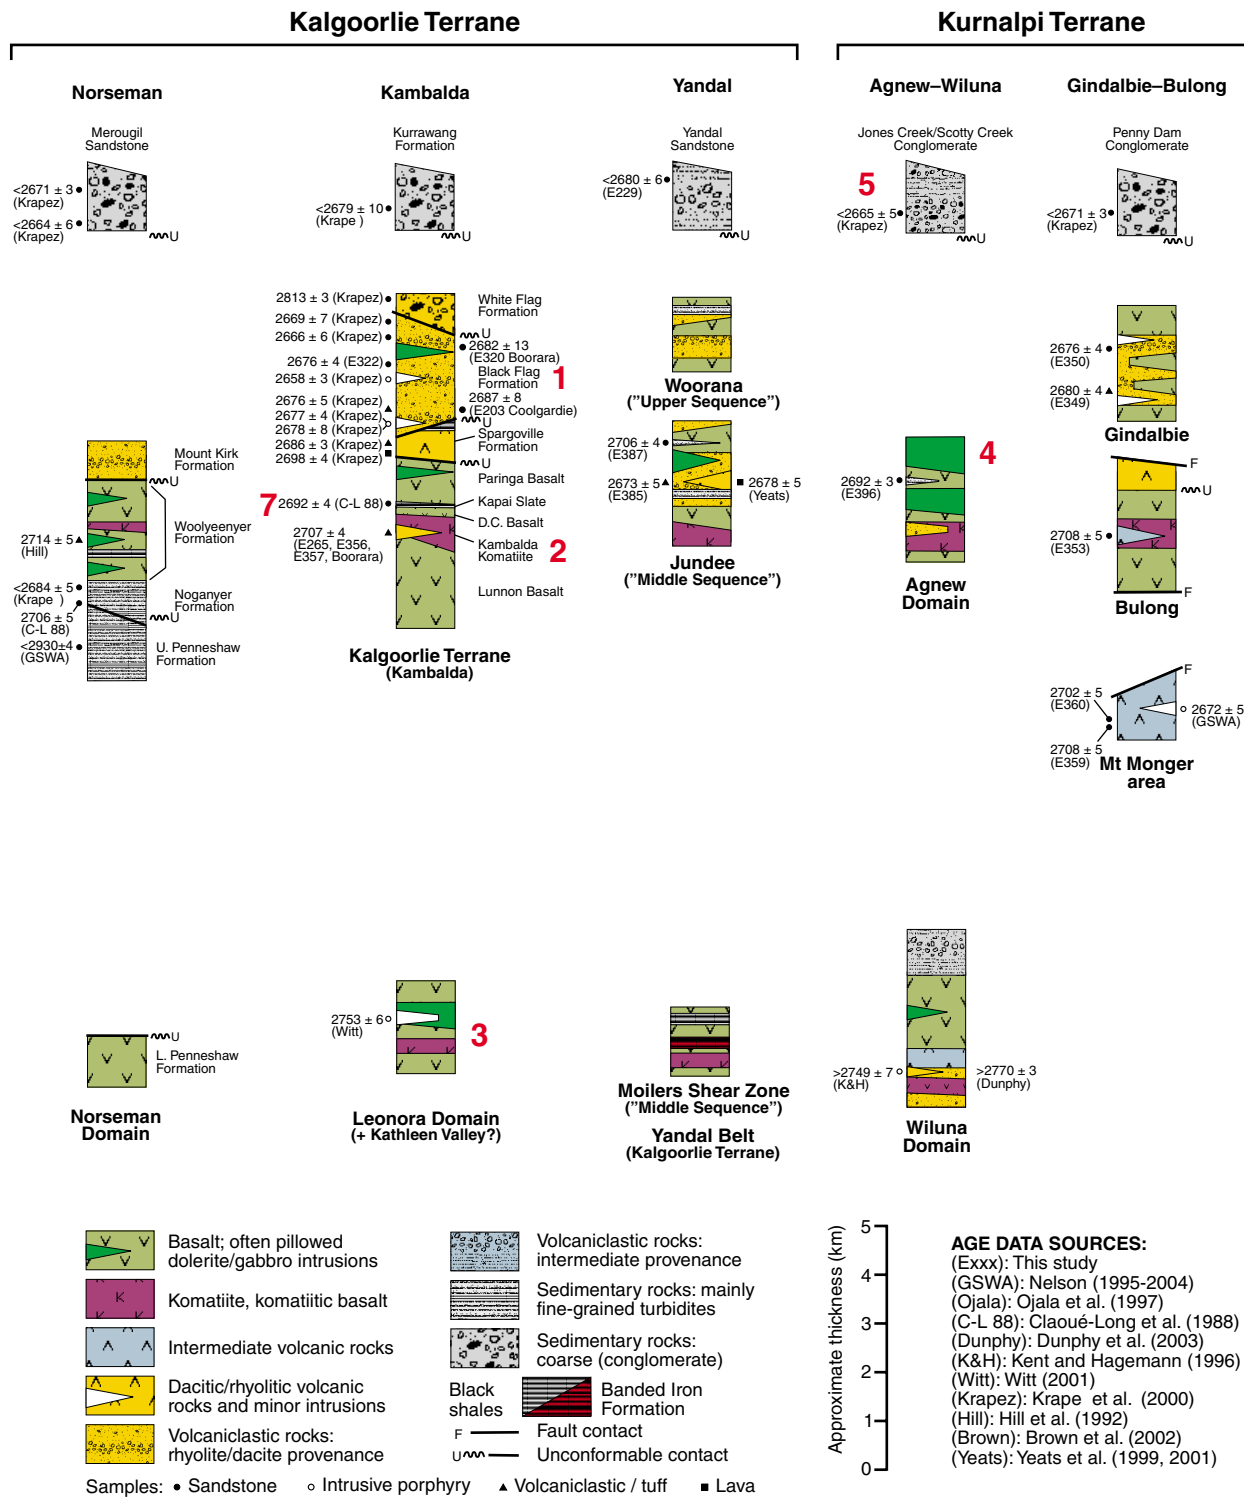 Kalgoorlie Terrane
Kurnalpi Terrane
Norseman
Kambalda
Yandal
Agnew–Wiluna
Gindalbie–Bulong
Merougil
Sandstone
<2671 ± 3
(Krapez)
<2664 ± 6
(Krapez)
U
Kurrawang
Formation
<2679 ± 10
(Krape )
U
Yandal
Sandstone
<2680 ± 6
(E229)
U
Jones Creek/Scotty Creek
Conglomerate
5
<2665 ± 5
(Krapez)
U
Penny Dam
Conglomerate
<2671 ± 3
(Krapez)
U
Mount Kirk
Formation
U
Woolyeenyer
Formation
2714 ± 5
(Hill)
<2684 ± 5
(Krape )
2706 ± 5
(C-L 88)
<2930±4
(GSWA)
Noganyer
Formation
U
U. Penneshaw
Formation
2813 ± 3 (Krapez)
2669 ± 7 (Krapez)
2666 ± 6 (Krapez)
2676 ± 4 (E322)
2658 ± 3 (Krapez)
2676 ± 5 (Krapez)
2677 ± 4 (Krapez)
2678 ± 8 (Krapez)
2686 ± 3 (Krapez)
2698 ± 4 (Krapez)
7
2692 ± 4 (C-L 88)
2707 ± 4
(E265, E356,
E357, Boorara)
White Flag
Formation
U
2682 ± 13
(E320 Boorara)
Black Flag
Formation
1
2687 ± 8
(E203 Coolgardie)
U
Spargoville
Formation
U
Paringa Basalt
Kapai Slate
D.C. Basalt
Kambalda
Komatiite
2
Lunnon Basalt
Kalgoorlie Terrane
(Kambalda)
Woorana
("Upper Sequence")
2706 ± 4
(E387)
2673 ± 5
(E385)
2678 ± 5
(Yeats)
Jundee
("Middle Sequence")
4
2692 ± 3
(E396)
Agnew
Domain
2676 ± 4
(E350)
2680 ± 4
(E349)
Gindalbie
F
U
2708 ± 5
(E353)
F
Bulong
F
2702 ± 5
(E360)
2708 ± 5
(E359)
2672 ± 5
(GSWA)
Mt Monger
area
U
L. Penneshaw
Formation
Norseman
Domain
2753 ± 6
(Witt)
3
Leonora Domain
(+ Kathleen Valley?)
Moilers Shear Zone
("Middle Sequence")
Yandal Belt
(Kalgoorlie Terrane)
>2749 ± 7
(K&H)
>2770 ± 3
(Dunphy)
Wiluna
Domain
Basalt; often pillowed
dolerite/gabbro intrusions
Komatiite, komatiitic basalt
Intermediate volcanic rocks
Dacitic/rhyolitic volcanic
rocks and minor intrusions
Volcaniclastic rocks:
rhyolite/dacite provenance
Volcaniclastic rocks:
intermediate provenance
Sedimentary rocks: mainly
fine-grained turbidites
Sedimentary rocks:
coarse (conglomerate)
Black
shales
Banded Iron
Formation
F
Fault contact
U
Unconformable contact
Samples:
Sandstone
Intrusive porphyry
Volcaniclastic / tuff
Lava
Approximate thickness (km)
5
4
3
2
1
0
AGE DATA SOURCES:
(Exxx): This study
(GSWA): Nelson (1995-2004)
(Ojala): Ojala et al. (1997)
(C-L 88): Claoué-Long et al. (1988)
(Dunphy): Dunphy et al. (2003)
(K&H): Kent and Hagemann (1996)
(Witt): Witt (2001)
(Krapez): Krape et al. (2000)
(Hill): Hill et al. (1992)
(Brown): Brown et al. (2002)
(Yeats): Yeats et al. (1999, 2001)